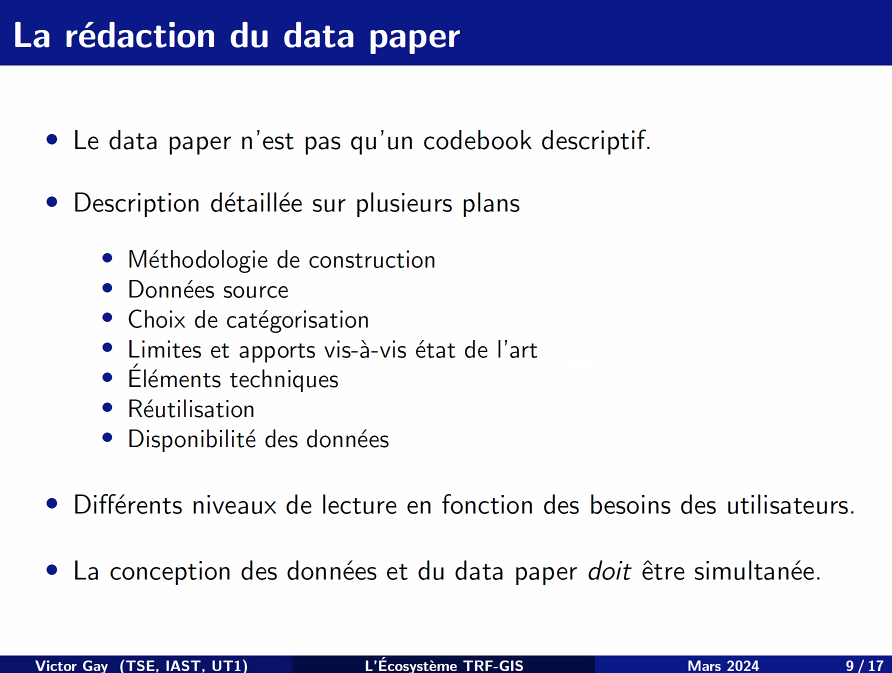 La rédaction du data paper
• Le data paper n'est pas qu'un codebook descriptif.
• Description détaillée sur plusieurs plans
• Méthodologie de construction
• Données source
• Choix de catégorisation
• Limites et apports vis-à-vis état de l'art
• Éléments techniques
• Réutilisation
• Disponibilité des données
• Différents niveaux de lecture en fonction des besoins des utilisateurs.
• La conception des données et du data paper doit être simultanée.
Victor Gay (TSE, IAST, UT1) L'Écosystème TRF-GIS Mars 2024 9 / 17